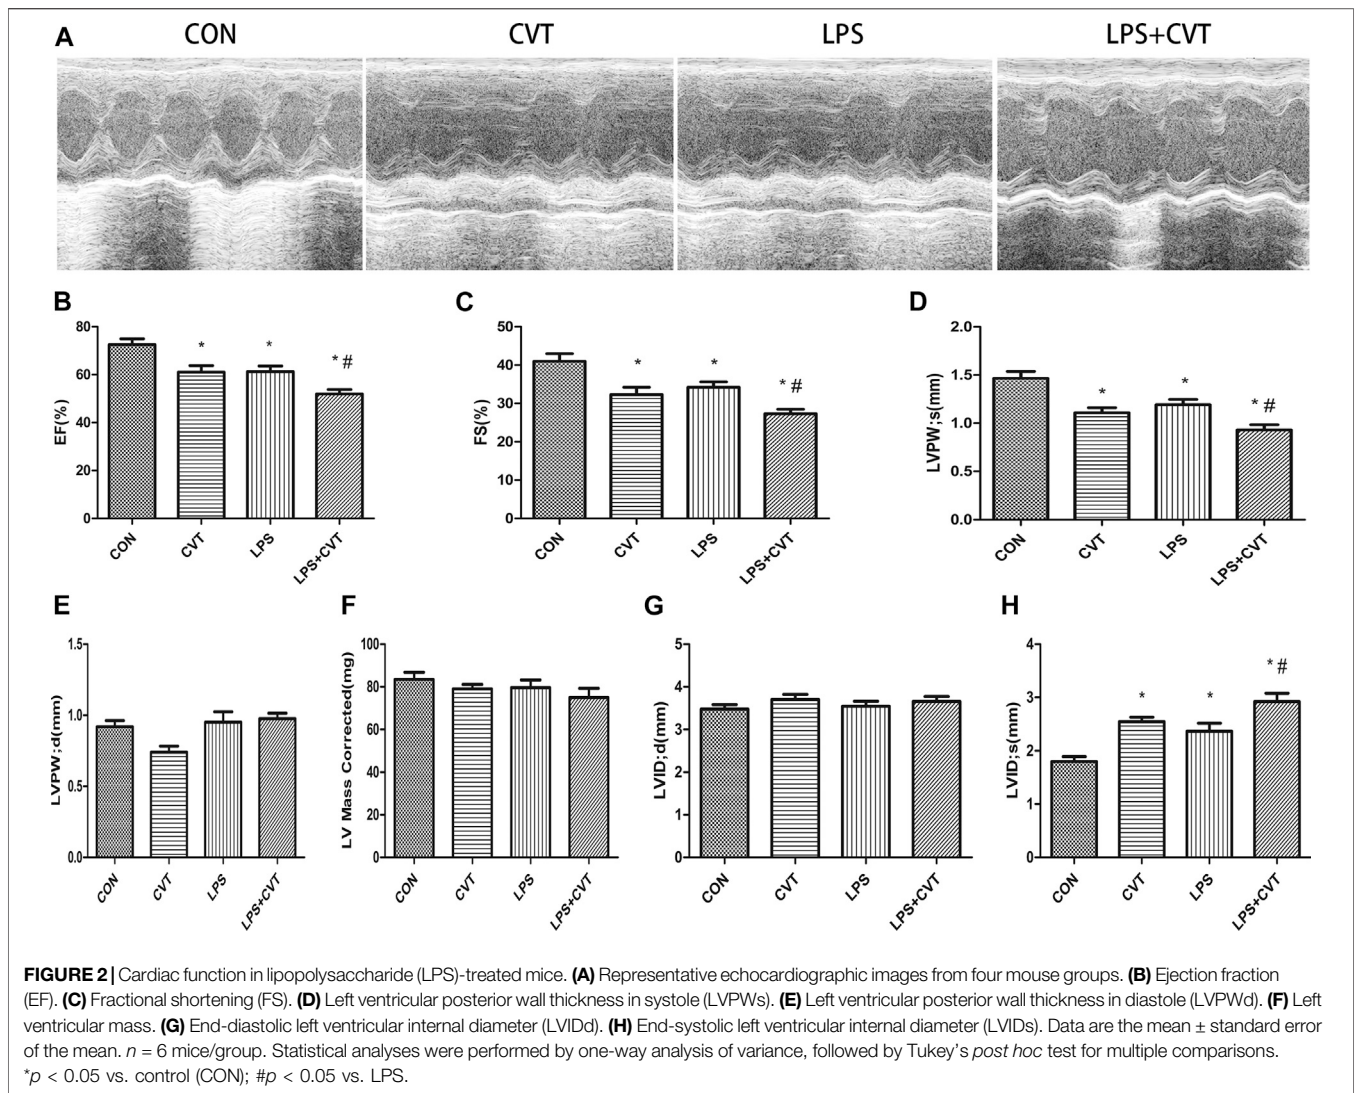 A
CON
CVT
LPS
LPS+CVT
B
EF(%)
80
60
40
20
0
*
*
* #
CON
CVT
LPS
LPS+CVT
C
FS(%)
50
40
30
20
10
0
*
*
* #
CON
CVT
LPS
LPS+CVT
D
LVPW;s(mm)
2.0
1.5
1.0
0.5
0.0
*
*
* #
CON
CVT
LPS
LPS+CVT
E
LVPW;d(mm)
1.5
1.0
0.5
0.0
CON
CVT
LPS
LPS+CVT
F
LV Mass Corrected(mg)
100
80
60
40
20
0
CON
CVT
LPS
LPS+CVT
G
LVID;d(mm)
5
4
3
2
1
0
CON
CVT
LPS
LPS+CVT
H
LVID;s(mm)
4
3
2
1
0
*
*
* #
CON
CVT
LPS
LPS+CVT
FIGURE 2 | Cardiac function in lipopolysaccharide (LPS)-treated mice. (A) Representative echocardiographic images from four mouse groups. (B) Ejection fraction
(EF). (C) Fractional shortening (FS). (D) Left ventricular posterior wall thickness in systole (LVPWs). (E) Left ventricular posterior wall thickness in diastole (LVPWd). (F) Left
ventricular mass. (G) End-diastolic left ventricular internal diameter (LVIDd). (H) End-systolic left ventricular internal diameter (LVIDs). Data are the mean ± standard error
of the mean. n = 6 mice/group. Statistical analyses were performed by one-way analysis of variance, followed by Tukey's post hoc test for multiple comparisons.
*p < 0.05 vs. control (CON); #p < 0.05 vs. LPS.